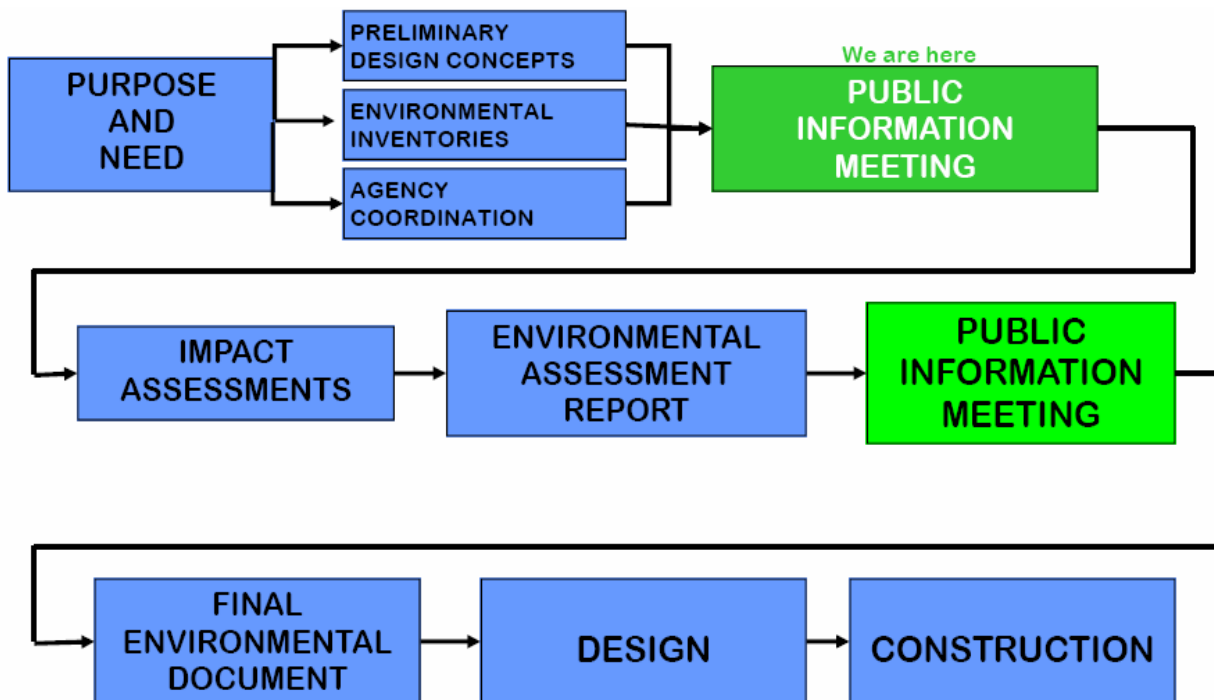 PURPOSE
AND
NEED
PRELIMINARY
DESIGN CONCEPTS
ENVIRONMENTAL
INVENTORIES
AGENCY
COORDINATION
We are here
PUBLIC
INFORMATION
MEETING
IMPACT
ASSESSMENTS
ENVIRONMENTAL
ASSESSMENT
REPORT
PUBLIC
INFORMATION
MEETING
FINAL
ENVIRONMENTAL
DOCUMENT
DESIGN
CONSTRUCTION